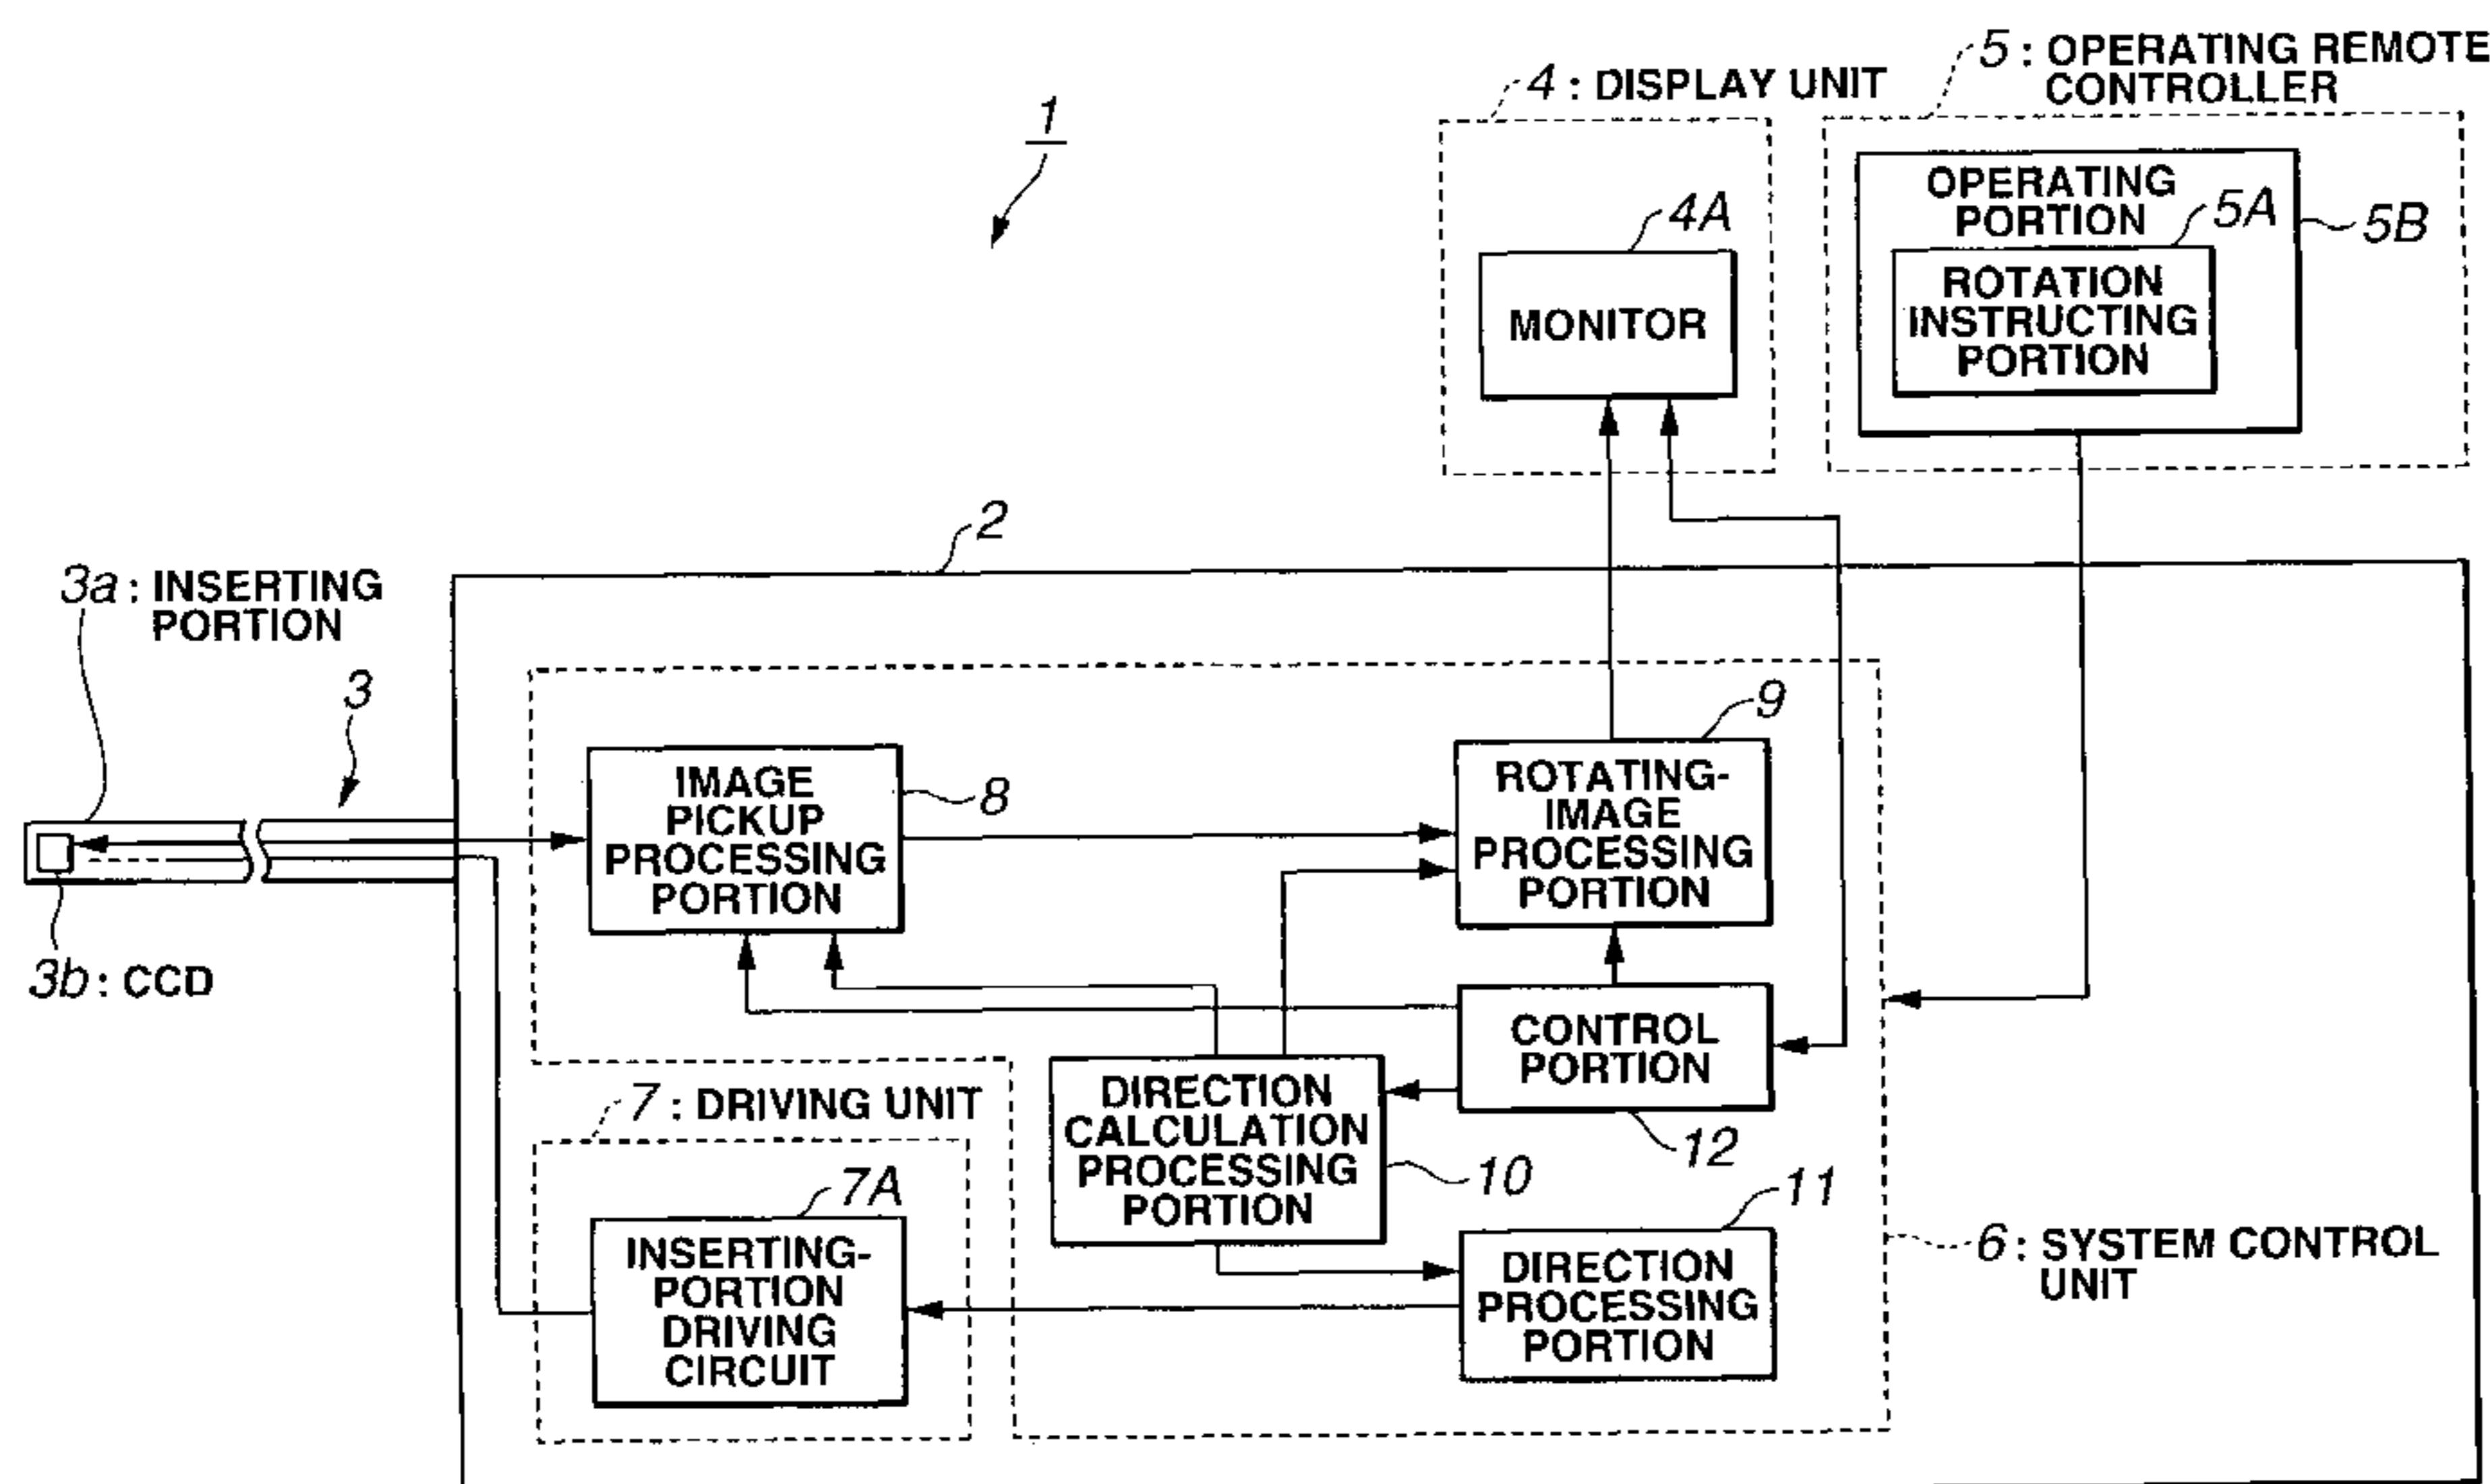 1
4 : DISPLAY UNIT
5 : OPERATING REMOTE
CONTROLLER
4A
MONITOR
OPERATING
PORTION
5A
5B
ROTATION
INSTRUCTING
PORTION
2
3a : INSERTING
PORTION
3
3b : CCD
IMAGE
PICKUP
PROCESSING
PORTION
8
9
ROTATING-
IMAGE
PROCESSING
PORTION
CONTROL
PORTION
12
DIRECTION
CALCULATION
PROCESSING
PORTION
10
7 : DRIVING UNIT
7A
INSERTING-
PORTION
DRIVING
CIRCUIT
11
DIRECTION
PROCESSING
PORTION
6 : SYSTEM CONTROL
UNIT